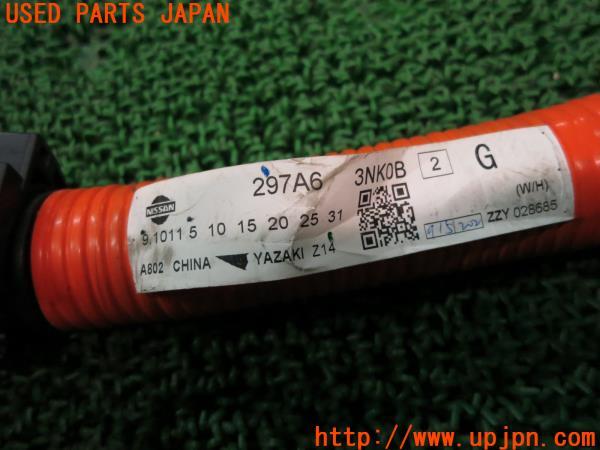 USED PARTS JAPAN
297A6 3NK0B 2 G
NISSAN
(W/H)
9.1011 5 10 15 20 25 31
ZZY 028685
A802 CHINA YAZAKI Z14
http://www.upjpn.com/